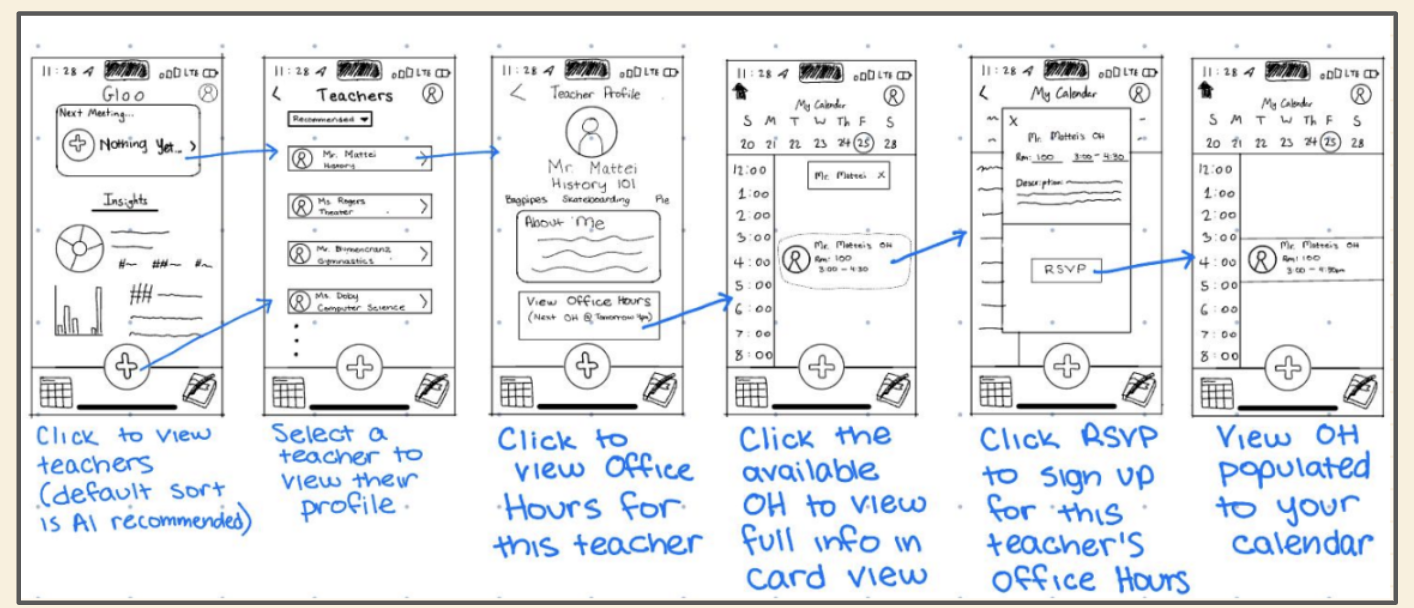 11:28 LTE
Gloo
Next Meeting...
Nothing Yet...
Insights
Click to view
teachers
(default sort
is AI recommended)
11:28 LTE
Teachers
Recommended
Mr. Mattei
History
Ms. Rogers
Theater
Mr.
Gymnastics
Ms. Doby
Computer Science
Select a
teacher to
view their
profile
11:28 LTE
Teacher Profile
Mr. Mattei
History 101
Bagpipes Skateboarding Pie
About Me
View Office Hours
(Next OH @ Tomorrow 4pm)
Click to
view Office
Hours for
this teacher
11:28 LTE
My Calender
S M T W Th F S
20 21 22 23 24 25 28
12:00
Mr. Mattei X
1:00
2:00
3:00
Mr. Mattei's OH
4:00
Rm: 100
3:00 - 4:30
5:00
6:00
7:00
8:00
Click the
available
OH to view
full info in
card view
11:28 LTE
My Calender
X
Mr. Mattei's OH
Rm: 100 3:00 - 4:30
Description:
RSVP
Click RSVP
to sign up
for this
teacher's
Office Hours
11:28 LTE
My Calender
S M T W Th F S
20 21 22 23 24 25 28
12:00
1:00
2:00
3:00
Mr. Mattei's OH
4:00
Rm: 100
3:00 - 4:30pm
5:00
6:00
7:00
8:00
View OH
populated
to your
calendar